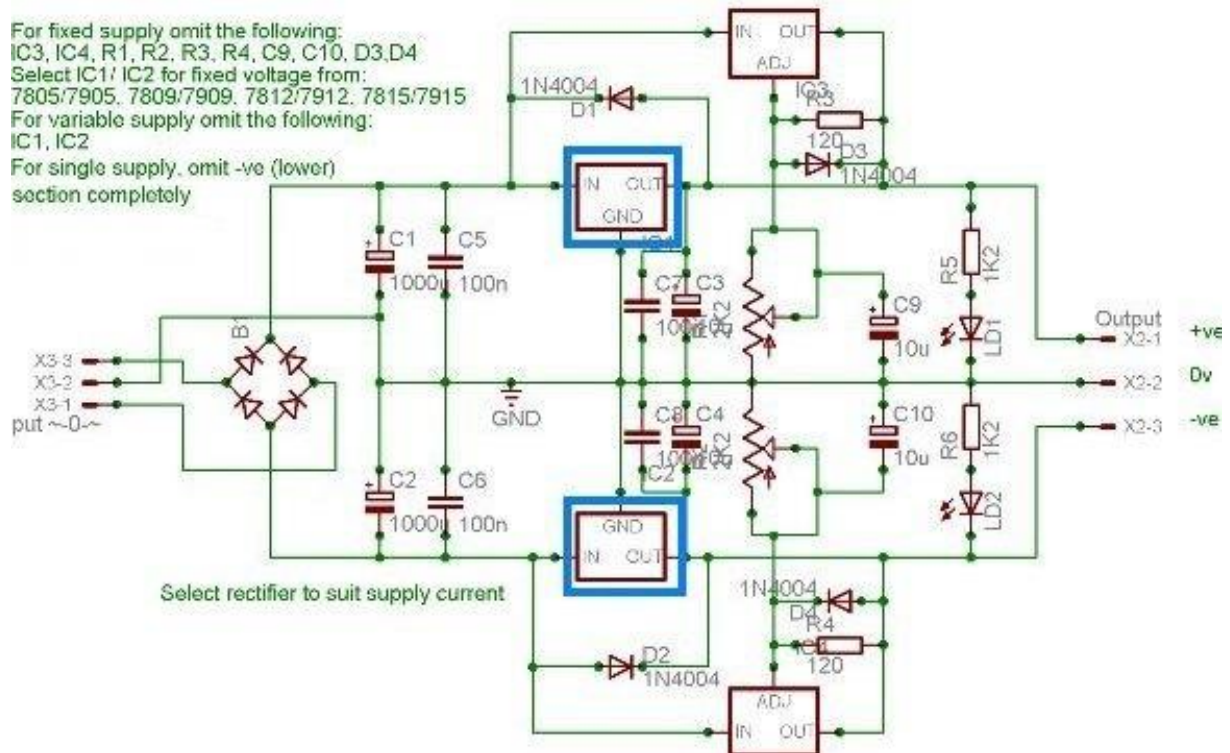 For fixed supply omit the following:
IC3, IC4, R1, R2, R3, R4, C9, C10, D3,D4
Select IC1/ IC2 for fixed voltage from:
7805/7905, 7809/7909, 7812/7912, 7815/7915
For variable supply omit the following:
IC1, IC2
For single supply, omit -ve (lower)
section completely
IN OUT
ADJ
1N4004
D1
IC3
R3
120
D3
1N4004
IN OUT
GND
C1
1000u
C5
100n
C7
C3
C9
10u
R5
1K2
LD1
B1
X3-3
X3-2
X3-1
put ~-0-~
GND
Output
X2-1 +ve
X2-2 Dv
X2-3 -ve
C8
C4
IC2
C10
10u
R6
1K2
LD2
C2
1000u
C6
100n
GND
IN OUT
Select rectifier to suit supply current
1N4004
D4
R4
120
D2
1N4004
ADJ
IN OUT